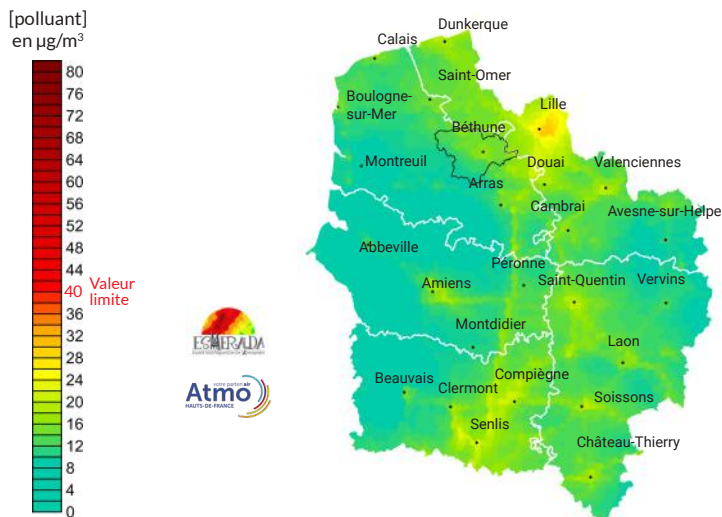 [polluant]
en µg/m³
80
76
72
68
64
60
56
52
48
44
40 Valeur
limite
36
32
28
24
20
16
12
8
4
0
ESMERALDA
votre parten'air
Atmo
HAUTS-DE-FRANCE
Dunkerque
Calais
Saint-Omer
Boulogne-
sur-Mer
Lille
Béthune
Montreuil
Douai
Valenciennes
Arras
Cambrai
Avesne-sur-Helpe
Abbeville
Péronne
Amiens
Saint-Quentin
Vervins
Montdidier
Laon
Compiègne
Beauvais
Clermont
Soissons
Senlis
Château-Thierry